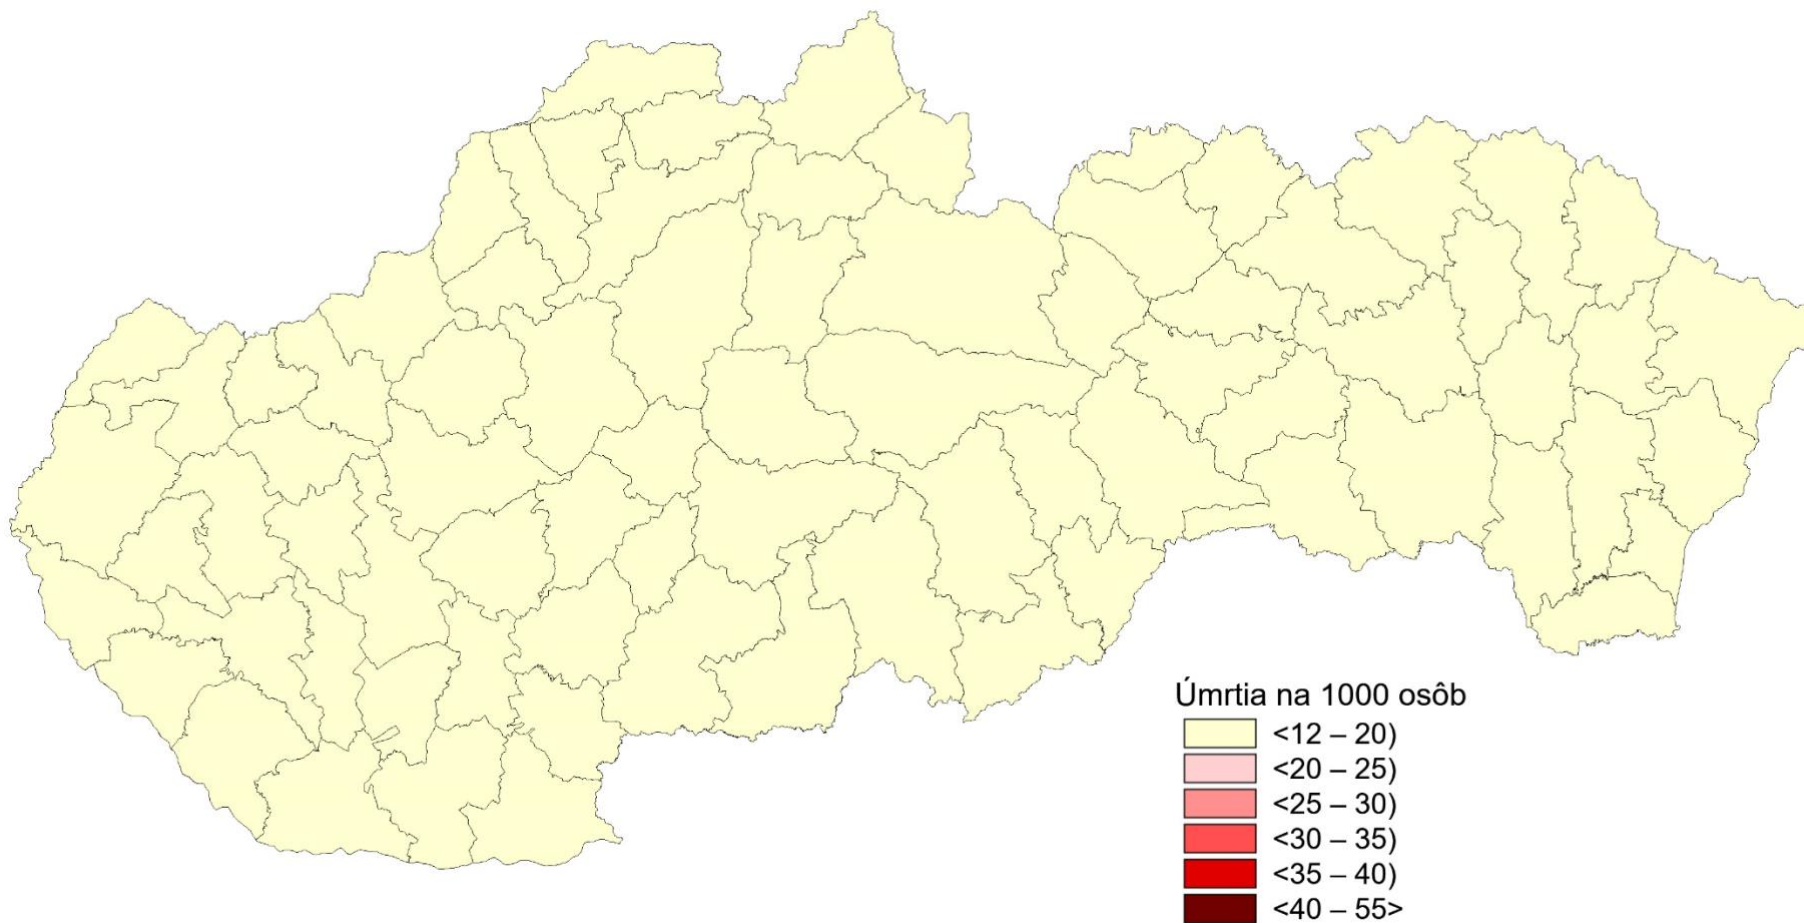 Úmrtia na 1000 osôb
<12 – 20)
<20 – 25)
<25 – 30)
<30 – 35)
<35 – 40)
<40 – 55>